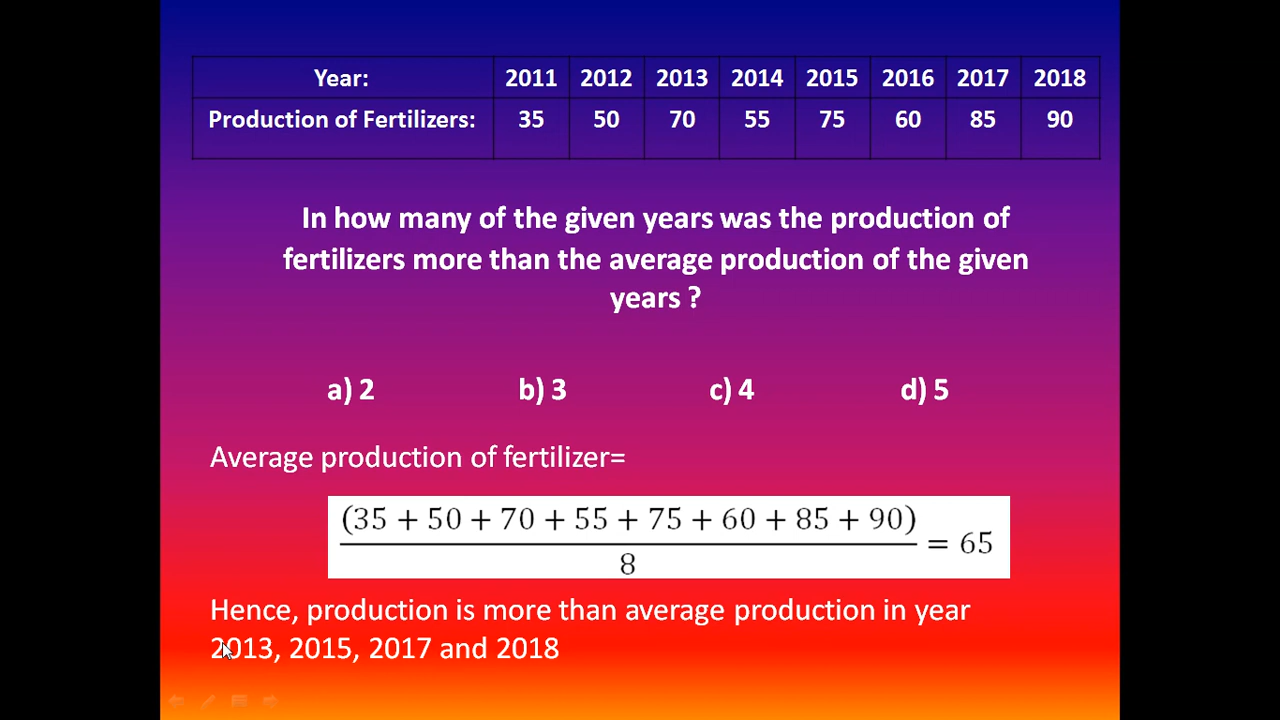 Year: 2011 2012 2013 2014 2015 2016 2017 2018
Production of Fertilizers: 35 50 70 55 75 60 85 90
In how many of the given years was the production of
fertilizers more than the average production of the given
years ?
a) 2 b) 3 c) 4 d) 5
Average production of fertilizer=
(35 + 50 + 70 + 55 + 75 + 60 + 85 + 90)
8
= 65
Hence, production is more than average production in year
2013, 2015, 2017 and 2018